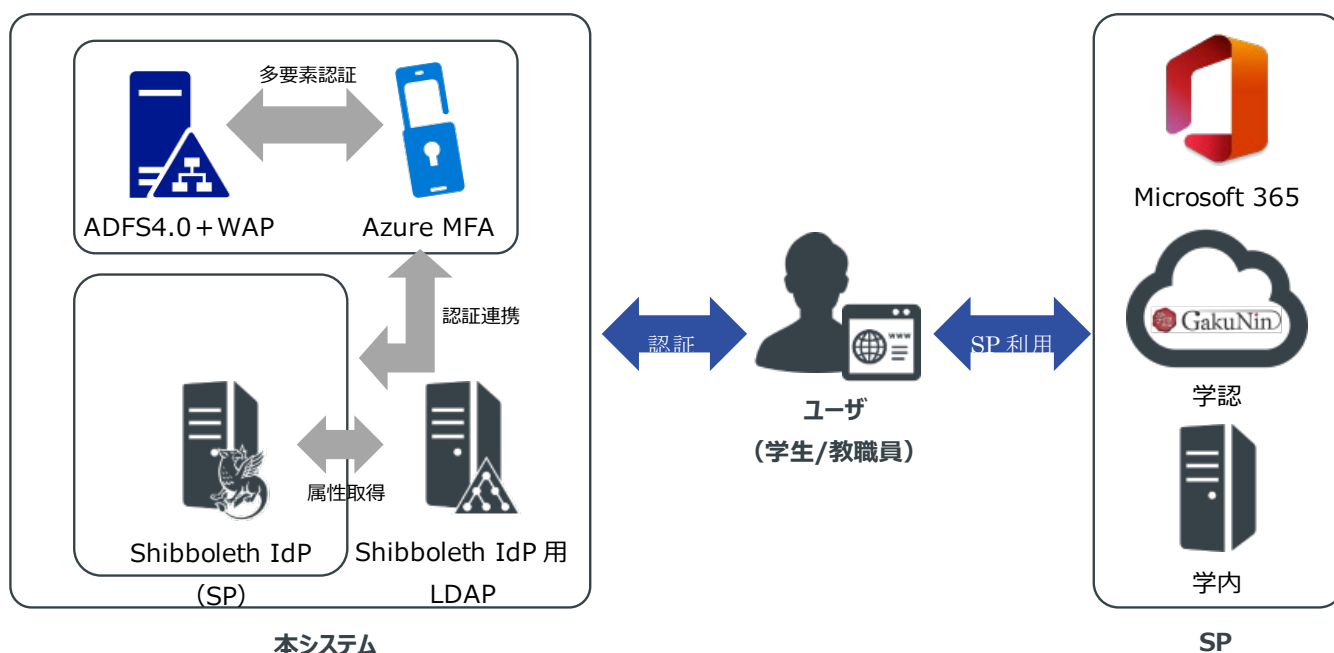 多要素認証
ADFS4.0+WAP
Azure MFA
認証連携
属性取得
Shibboleth IdP
(SP)
Shibboleth IdP 用
LDAP
本システム
認証
www
ユーザ
(学生/教職員)
SP 利用
Microsoft 365
GakuNin
学認
学内
SP